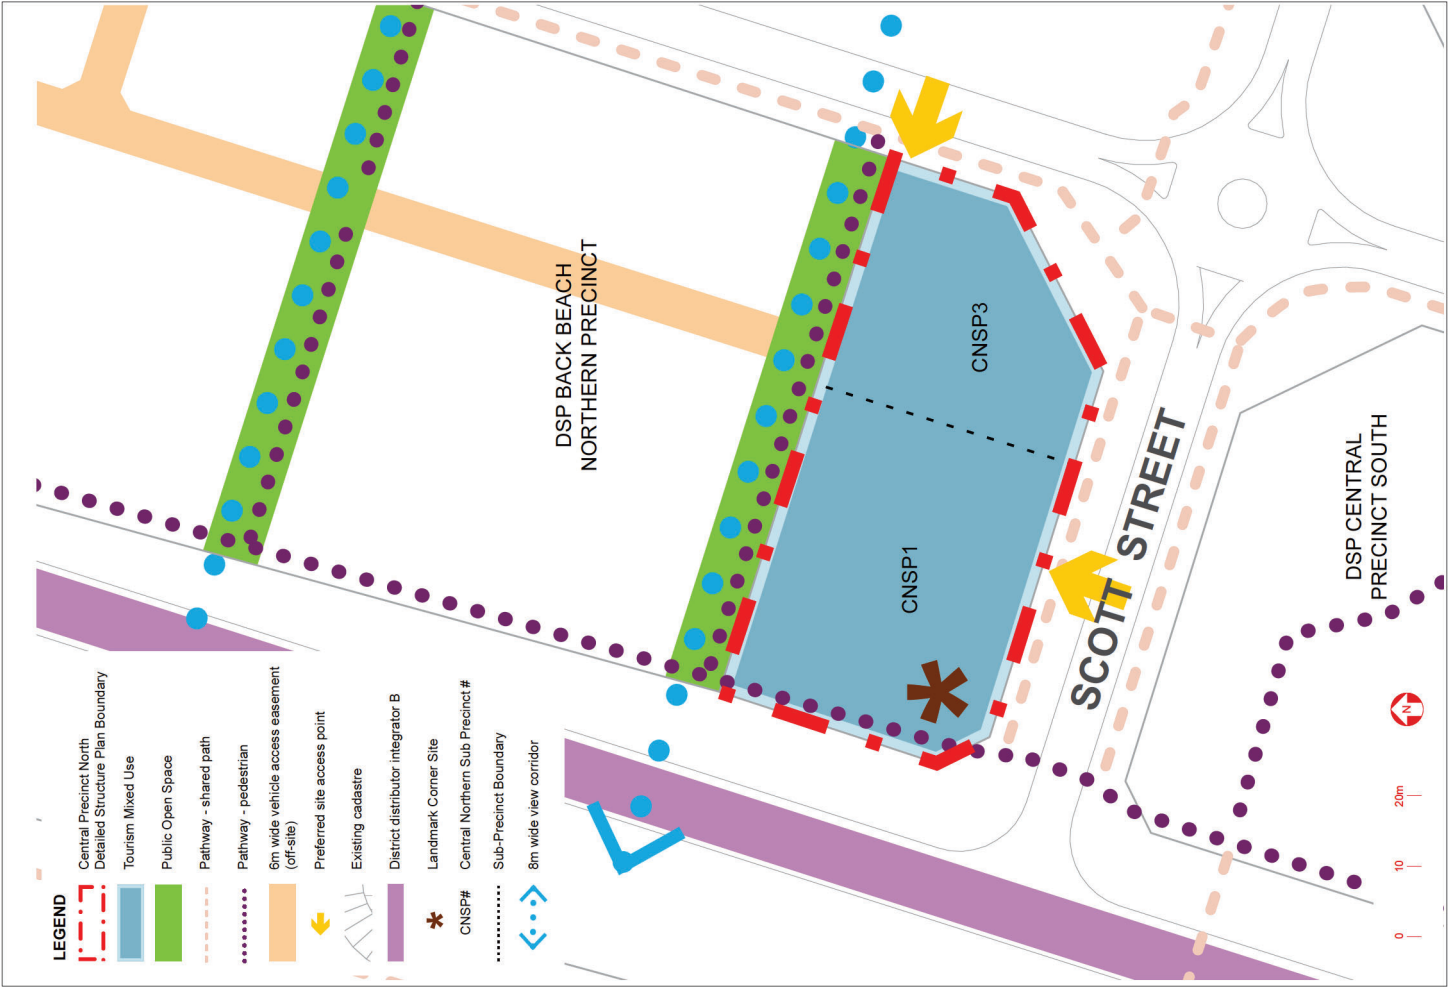 LEGEND
Central Precinct North
Detailed Structure Plan Boundary
Tourism Mixed Use
Public Open Space
Pathway - shared path
Pathway - pedestrian
6m wide vehicle access easement
(off-site)
Preferred site access point
Existing cadastre
District distributor integrator B
Landmark Corner Site
CNSP# Central Northern Sub Precinct #
Sub-Precinct Boundary
8m wide view corridor
DSP BACK BEACH
NORTHERN PRECINCT
CNSP1
CNSP3
SCOTT STREET
DSP CENTRAL
PRECINCT SOUTH
N
0 10 20m